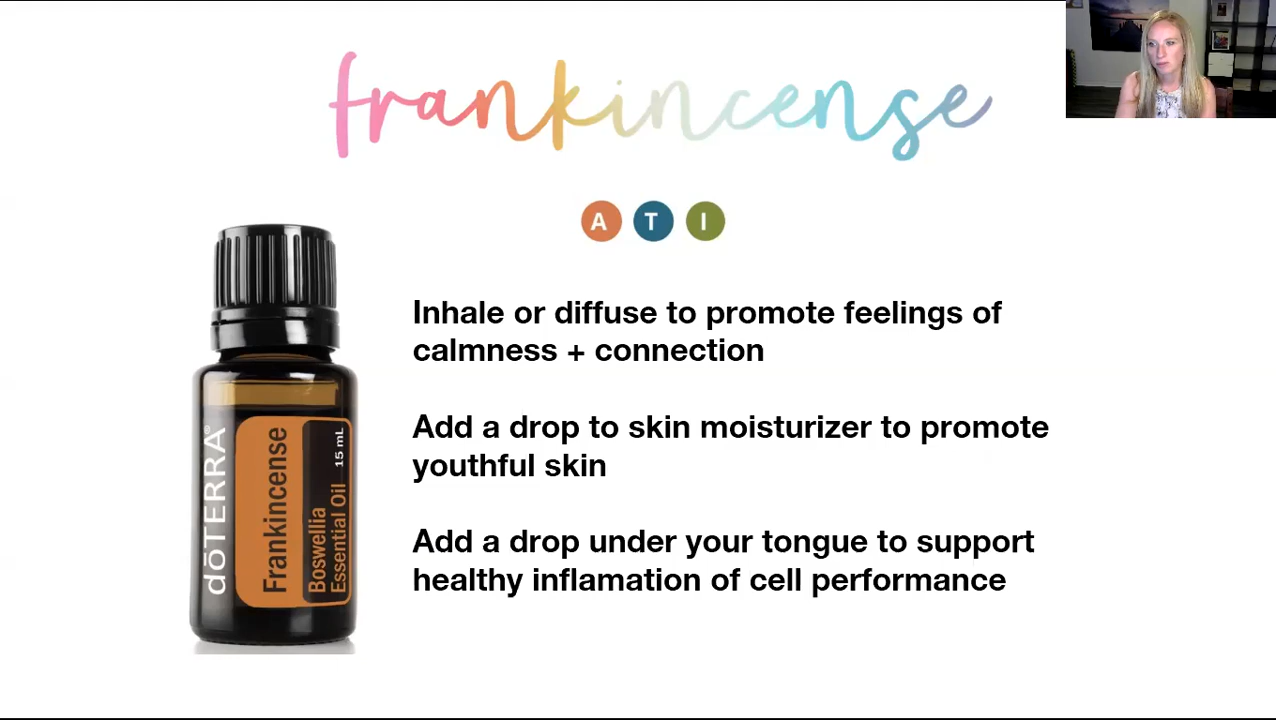 frankincense
A T I
Inhale or diffuse to promote feelings of
calmness + connection
Add a drop to skin moisturizer to promote
youthful skin
Add a drop under your tongue to support
healthy inflamation of cell performance
dōTERRA®
Frankincense
Boswellia
Essential Oil 15 mL